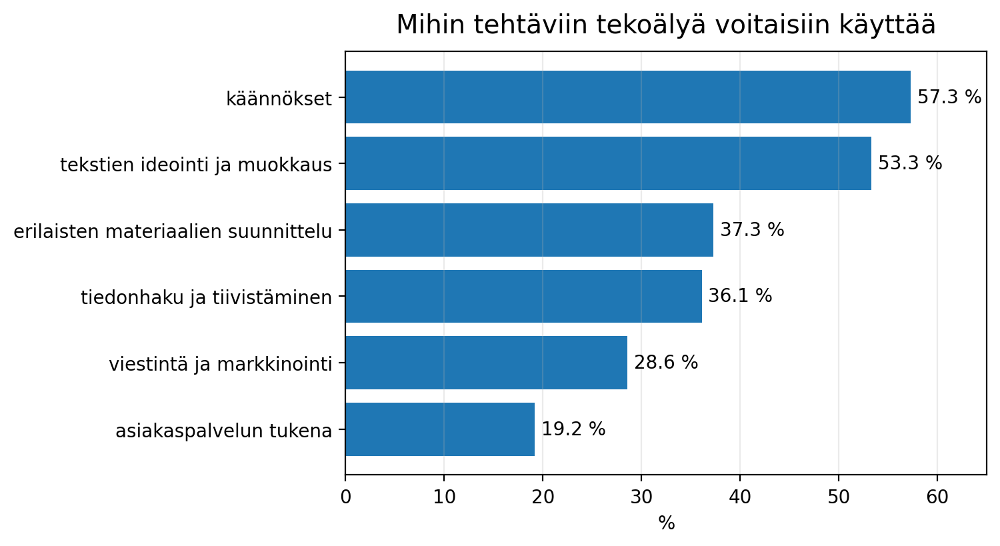 Mihin tehtäviin tekoälyä voitaisiin käyttää
käännökset 57.3 %
tekstien ideointi ja muokkaus 53.3 %
erilaisten materiaalien suunnittelu 37.3 %
tiedonhaku ja tiivistäminen 36.1 %
viestintä ja markkinointi 28.6 %
asiakaspalvelun tukena 19.2 %
0 10 20 30 40 50 60
%